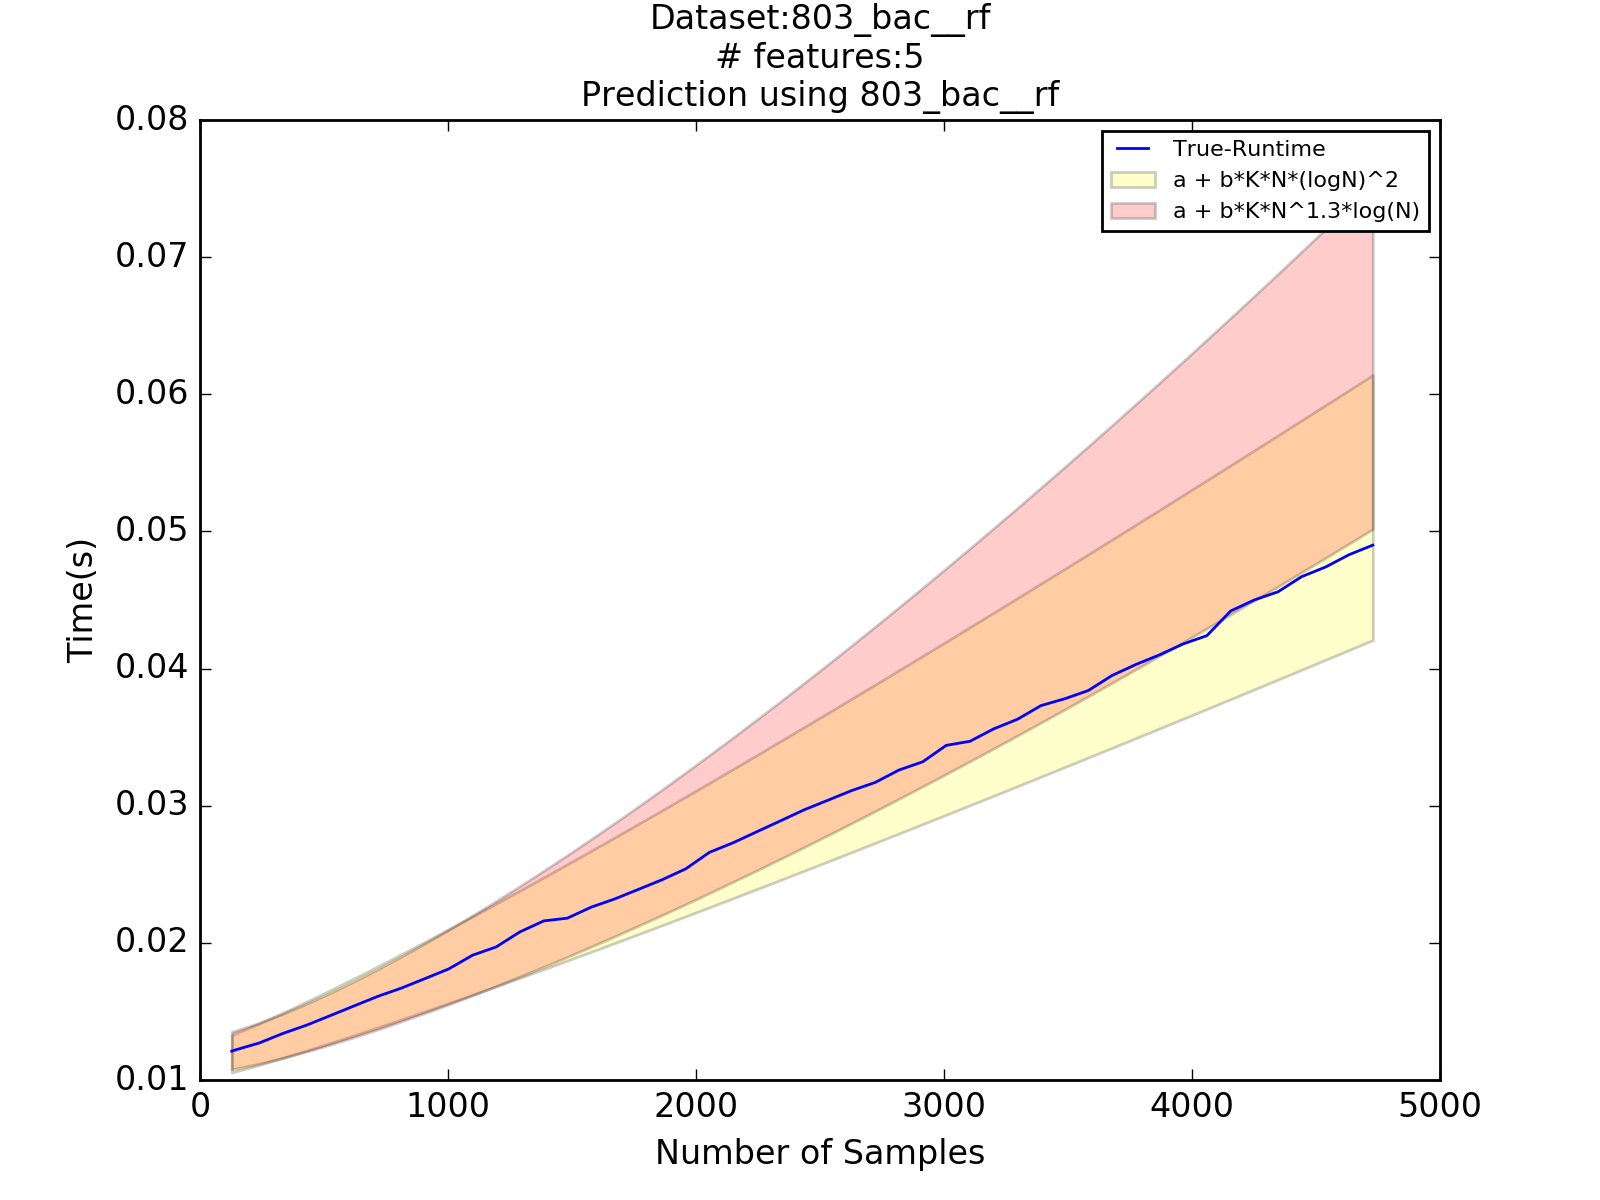 Dataset:803_bac__rf
# features:5
Prediction using 803_bac__rf
0.08
0.07
0.06
0.05
0.04
0.03
0.02
0.01
Time(s)
True-Runtime
a + b*K*N*(logN)^2
a + b*K*N^1.3*log(N)
0 1000 2000 3000 4000 5000
Number of Samples